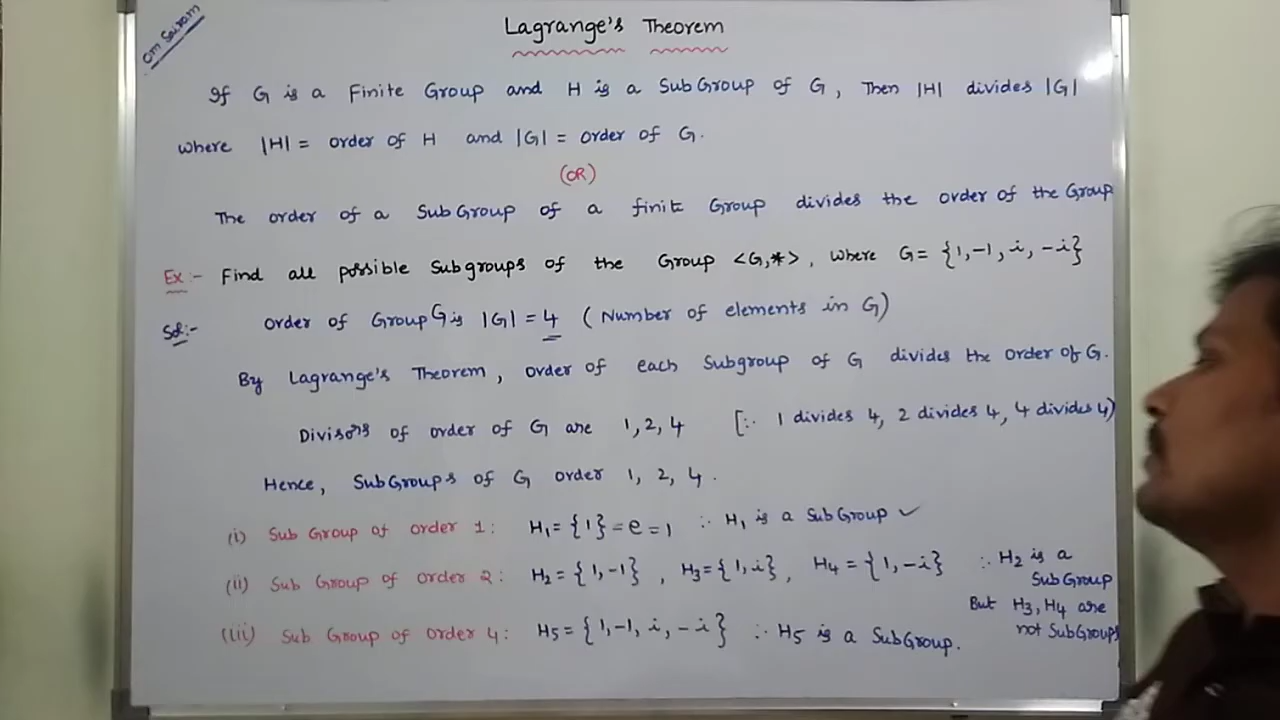 Om Sairam
Lagrange's Theorem
If G is a Finite Group and H is a SubGroup of G, Then |H| divides |G|
where |H| = order of H and |G| = order of G.
(OR)
The order of a SubGroup of a finite Group divides the order of the Group
Ex:- Find all possible Subgroups of the Group <G,*>, where G = {1,-1, i, -i}
Sol:- order of Group G is |G| = 4 (Number of elements in G)
By Lagrange's Theorem, order of each Subgroup of G divides the order of G.
Divisors of order of G are 1,2,4 [∵ 1 divides 4, 2 divides 4, 4 divides 4)
Hence, SubGroups of G order 1, 2, 4.
(i) Sub Group of order 1: H₁ = {1} = e = 1 ∴ H₁ is a SubGroup ✓
(ii) Sub Group of order 2: H₂ = {1,-1}, H₃ = {1,i}, H₄ = {1,-i} ∴ H₂ is a
SubGroup
But H₃, H₄ are
not SubGroups
(iii) Sub Group of order 4: H₅ = {1,-1, i, -i} ∴ H₅ is a SubGroup.